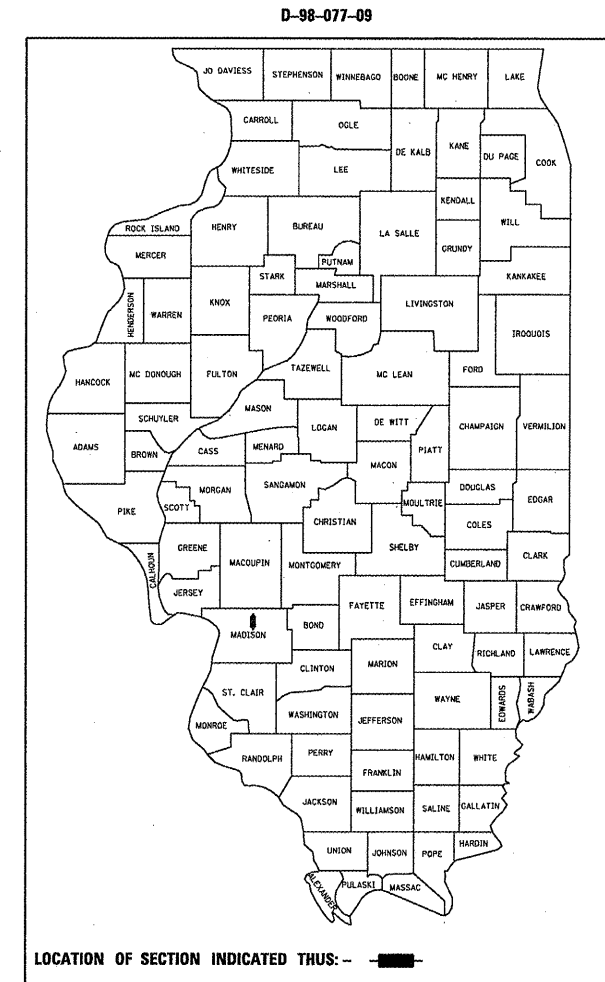 D-98-077-09
JO DAVIESS
STEPHENSON
WINNEBAGO
BOONE
MC HENRY
LAKE
CARROLL
OGLE
DE KALB
KANE
DU PAGE
COOK
WHITESIDE
LEE
KENDALL
ROCK ISLAND
HENRY
BUREAU
LA SALLE
GRUNDY
WILL
MERCER
PUTNAM
STARK
MARSHALL
KANKAKEE
HENDERSON
WARREN
KNOX
PEORIA
WOODFORD
LIVINGSTON
IROQUOIS
HANCOCK
MC DONOUGH
FULTON
TAZEWELL
MC LEAN
FORD
SCHUYLER
MASON
LOGAN
DE WITT
CHAMPAIGN
VERMILION
ADAMS
BROWN
CASS
MENARD
MACON
PIATT
PIKE
SCOTT
MORGAN
SANGAMON
CHRISTIAN
MOULTRIE
DOUGLAS
EDGAR
COLES
CALHOUN
GREENE
MACOUPIN
MONTGOMERY
SHELBY
CUMBERLAND
CLARK
JERSEY
FAYETTE
EFFINGHAM
JASPER
CRAWFORD
MADISON
BOND
CLAY
RICHLAND
LAWRENCE
CLINTON
MARION
ST. CLAIR
WAYNE
EDWARDS
WABASH
MONROE
WASHINGTON
JEFFERSON
RANDOLPH
PERRY
HAMILTON
WHITE
FRANKLIN
JACKSON
WILLIAMSON
SALINE
GALLATIN
UNION
JOHNSON
POPE
HARDIN
ALEXANDER
PULASKI
MASSAC
LOCATION OF SECTION INDICATED THUS: -